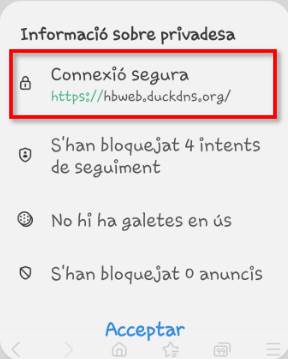 Informació sobre privadesa
Connexió segura
https://hbweb.duckdns.org/
S'han bloquejat 4 intents
de seguiment
No hi ha galetes en ús
S'han bloquejat 0 anuncis
Acceptar